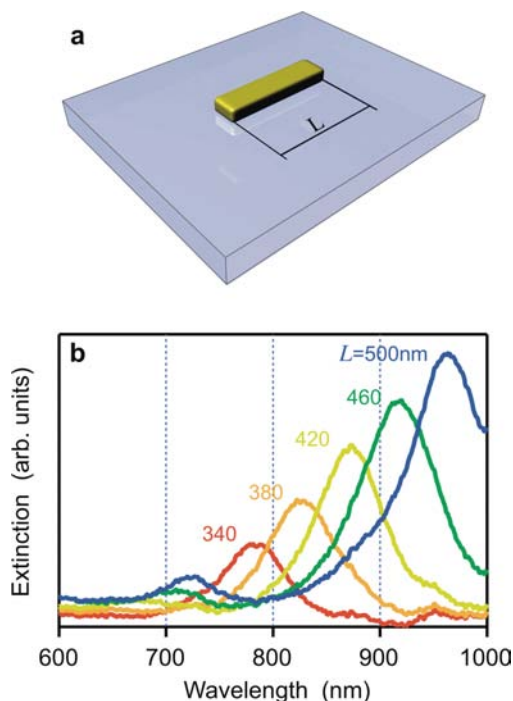 a
L
b
L=500nm
460
420
380
340
Extinction (arb. units)
600 700 800 900 1000
Wavelength (nm)